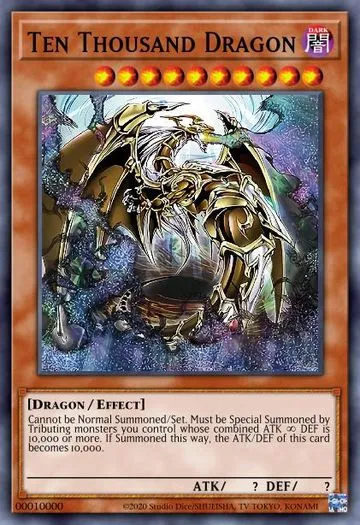 TEN THOUSAND DRAGON
DARK
闇
[DRAGON / EFFECT]
Cannot be Normal Summoned/Set. Must be Special Summoned by
Tributing monsters you control whose combined ATK ∞ DEF is
10,000 or more. If Summoned this way, the ATK/DEF of this card
becomes 10,000.
ATK/ ? DEF/ ?
00010000
©2020 Studio Dice/SHUEISHA, TV TOKYO, KONAMI